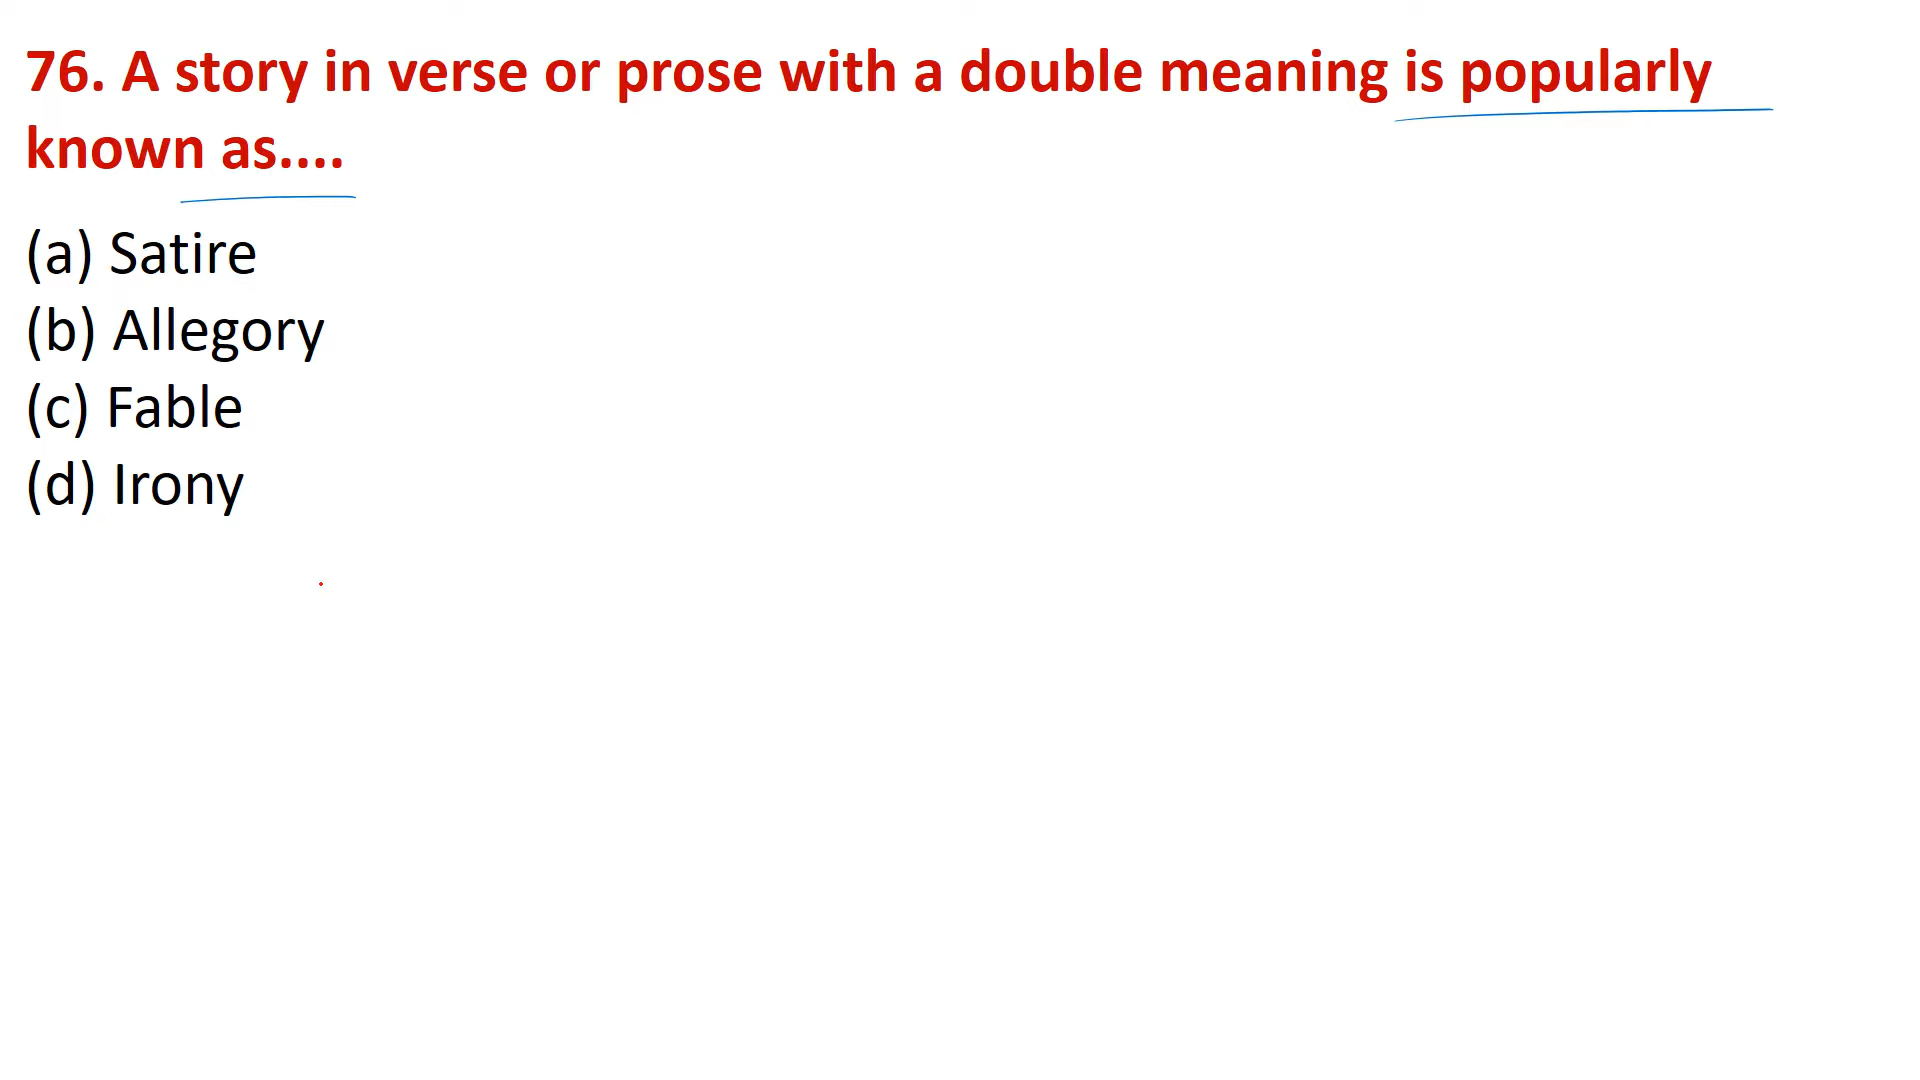 76. A story in verse or prose with a double meaning is popularly
known as....
(a) Satire
(b) Allegory
(c) Fable
(d) Irony